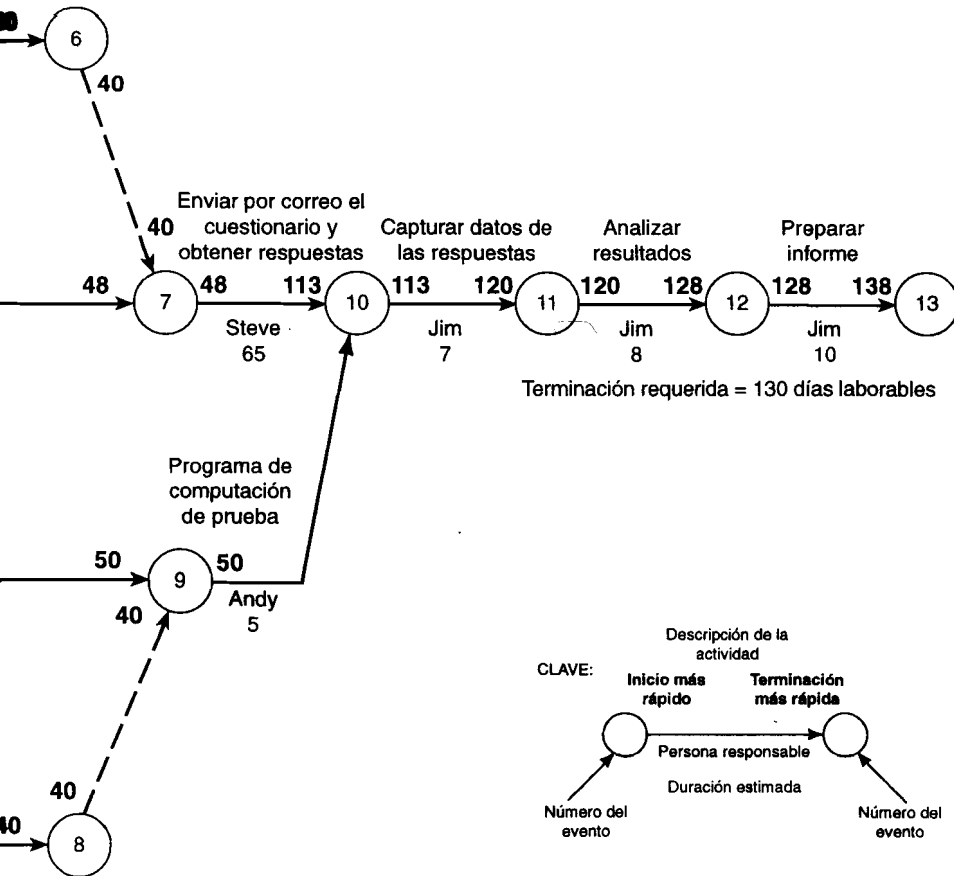 6
40
40
Enviar por correo el
cuestionario y
obtener respuestas
Capturar datos de
las respuestas
Analizar
resultados
Preparar
informe
48
7
48
113
10
113
120
11
120
128
12
128
138
13
Steve
65
Jim
7
Jim
8
Jim
10
Terminación requerida = 130 días laborables
Programa de
computación
de prueba
50
9
50
40
Andy
5
40
40
8
CLAVE:
Descripción de la
actividad
Inicio más
rápido
Terminación
más rápida
Persona responsable
Duración estimada
Número del
evento
Número del
evento